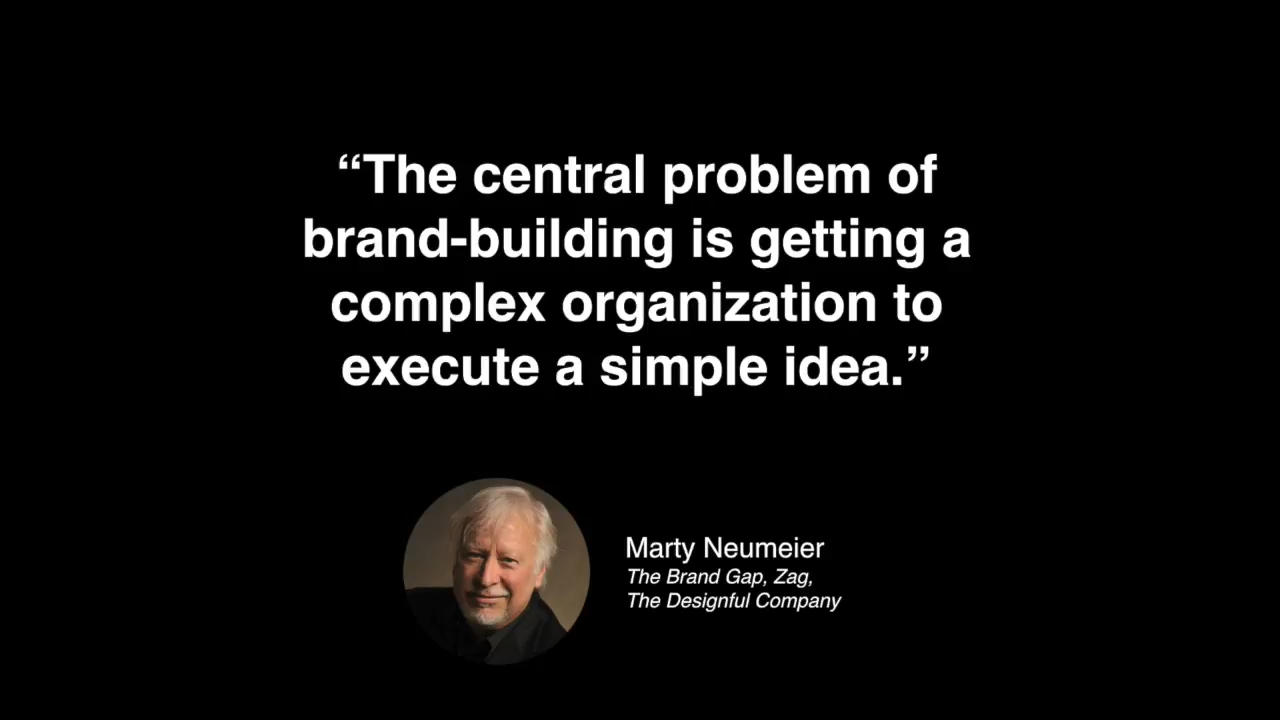 “The central problem of
brand-building is getting a
complex organization to
execute a simple idea.”
Marty Neumeier
The Brand Gap, Zag,
The Designful Company